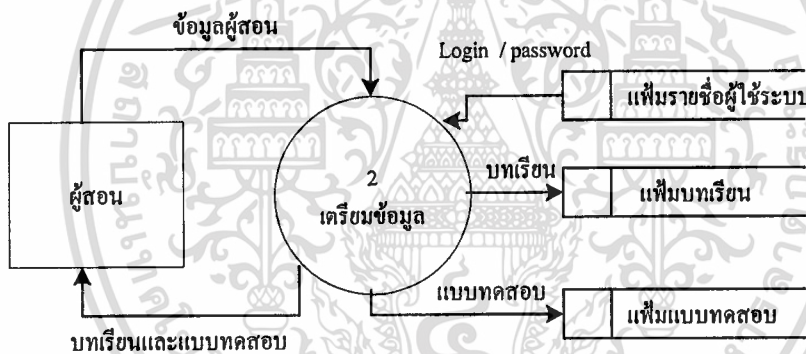 ข้อมูลผู้สอน
Login / password
แฟ้มรายชื่อผู้ใช้ระบบ
ผู้สอน
2
เตรียมข้อมูล
บทเรียน
แฟ้มบทเรียน
แบบทดสอบ
แฟ้มแบบทดสอบ
บทเรียนและแบบทดสอบ